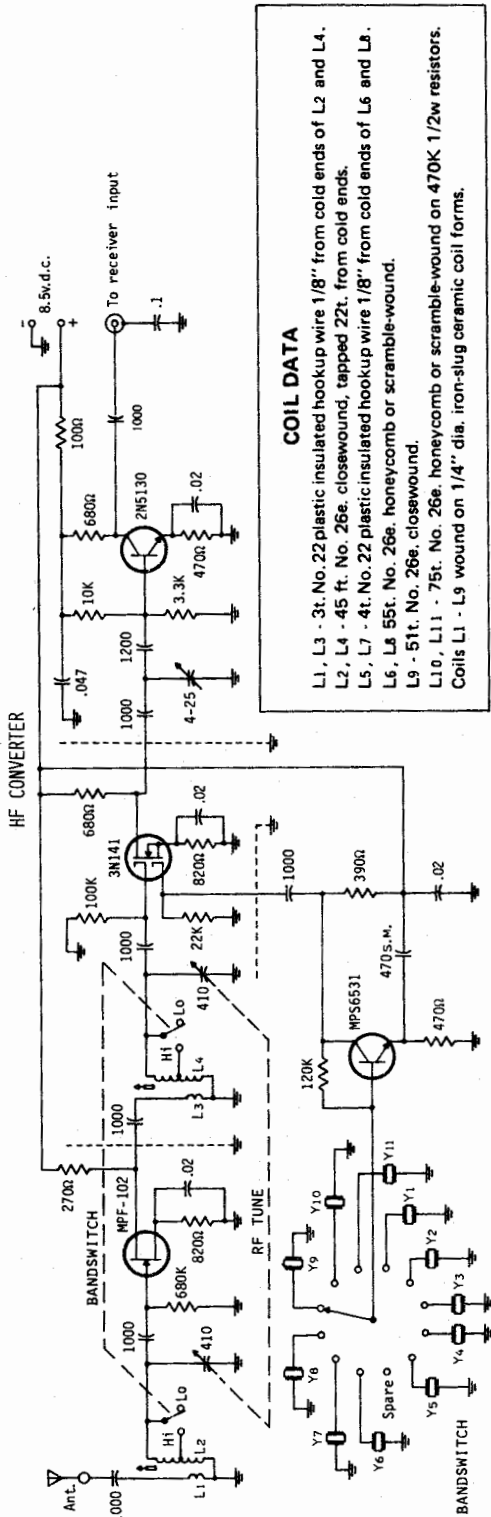 HF CONVERTER
8.5v.d.c.
-
+
To receiver input
.1
1000
100Ω
680Ω
2N5130
.02
470Ω
10K
3.3K
.047
1200
4-25
1000
680Ω
3N141
.02
820Ω
100K
22K
1000
1000
410
Hi
Lo
L4
L3
1000
270Ω
MPF-102
.02
820Ω
680K
RF TUNE
BANDSWITCH
1000
410
Hi
Lo
L2
L1
Ant.
390Ω
.02
470 S.M.
MPS6531
470Ω
120K
Y9
Y10
Y11
Y1
Y2
Y3
Y4
Y5
Spare
Y6
Y7
Y8
BANDSWITCH
COIL DATA
L1, L3 - 3t. No. 22 plastic insulated hookup wire 1/8" from cold ends of L2 and L4.
L2, L4 - 45 ft. No. 26e. closewound, tapped 22t. from cold ends.
L5, L7 - 4t. No. 22 plastic insulated hookup wire 1/8" from cold ends of L6 and L8.
L6, L8 55t. No. 26e. honeycomb or scramble-wound.
L9 - 51t. No. 26e. closewound.
L10, L11 - 75t. No. 26e. honeycomb or scramble-wound on 470K 1/2w resistors.
Coils L1 - L9 wound on 1/4" dia. iron-slug ceramic coil forms.